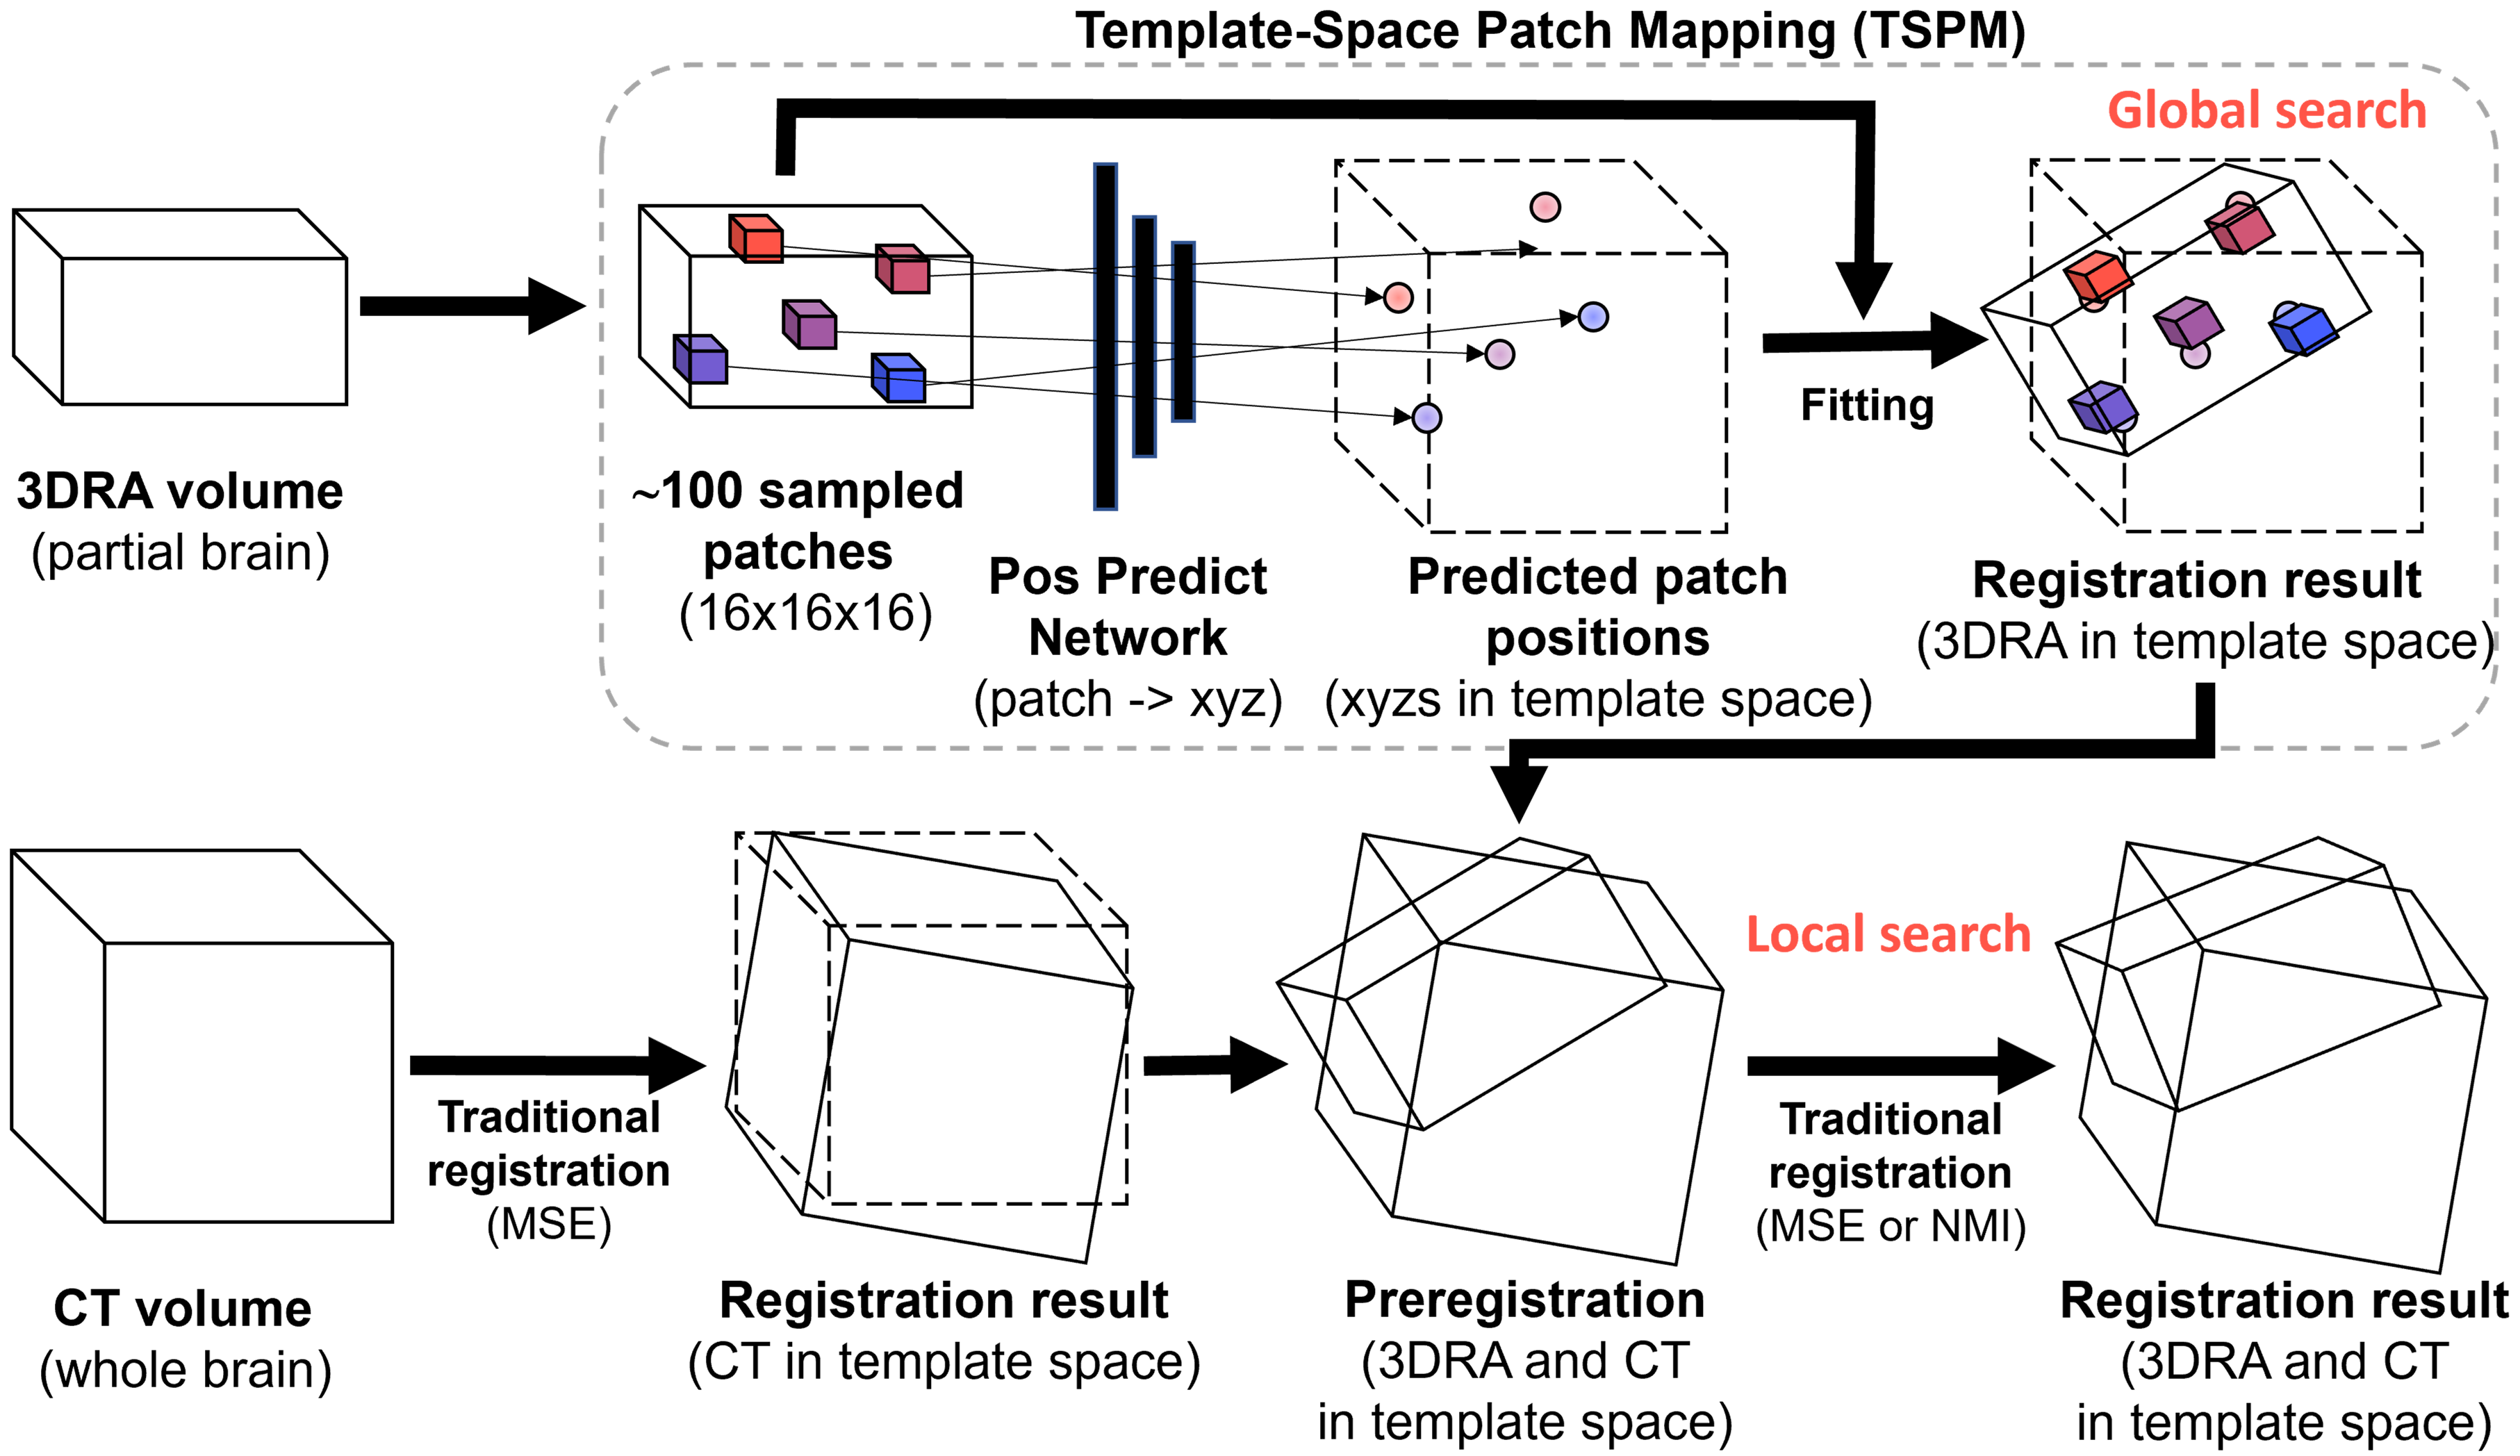 Template-Space Patch Mapping (TSPM)
Global search
Fitting
3DRA volume
(partial brain)
~100 sampled
patches
(16x16x16)
Pos Predict
Network
(patch -> xyz)
Predicted patch
positions
(xyzs in template space)
Registration result
(3DRA in template space)
Local search
Traditional
registration
(MSE)
Traditional
registration
(MSE or NMI)
CT volume
(whole brain)
Registration result
(CT in template space)
Preregistration
(3DRA and CT
in template space)
Registration result
(3DRA and CT
in template space)